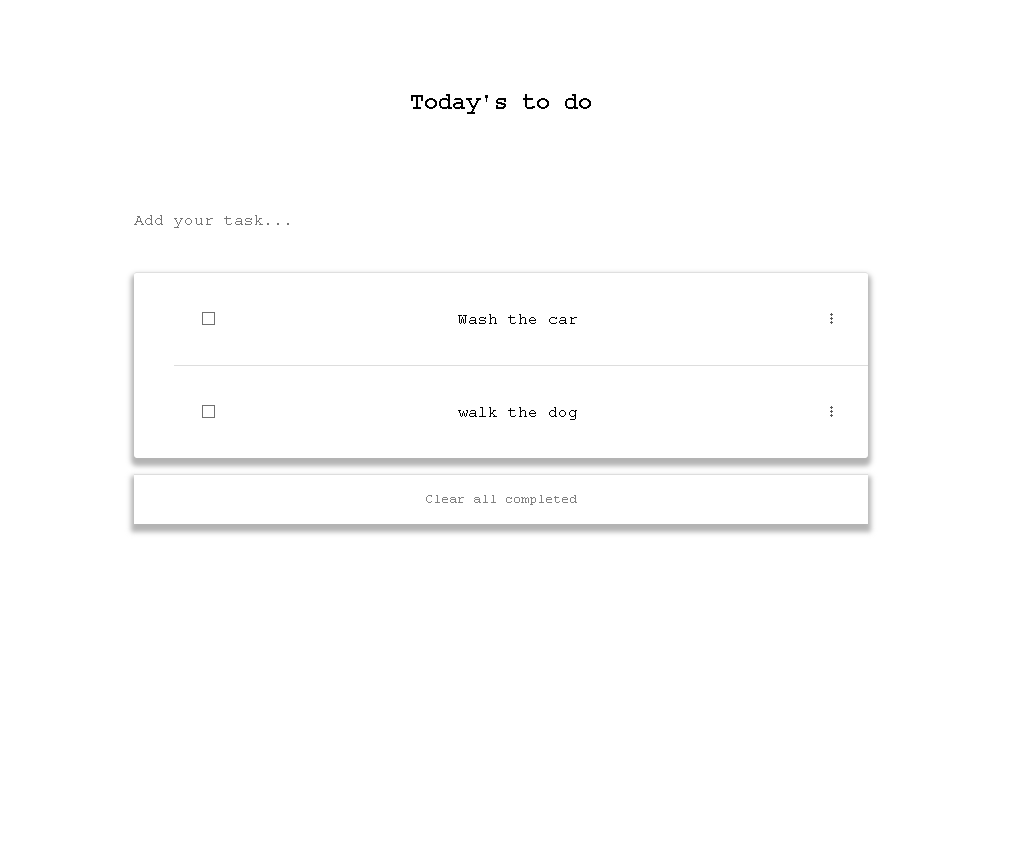 Today's to do
Add your task...
Wash the car
walk the dog
Clear all completed